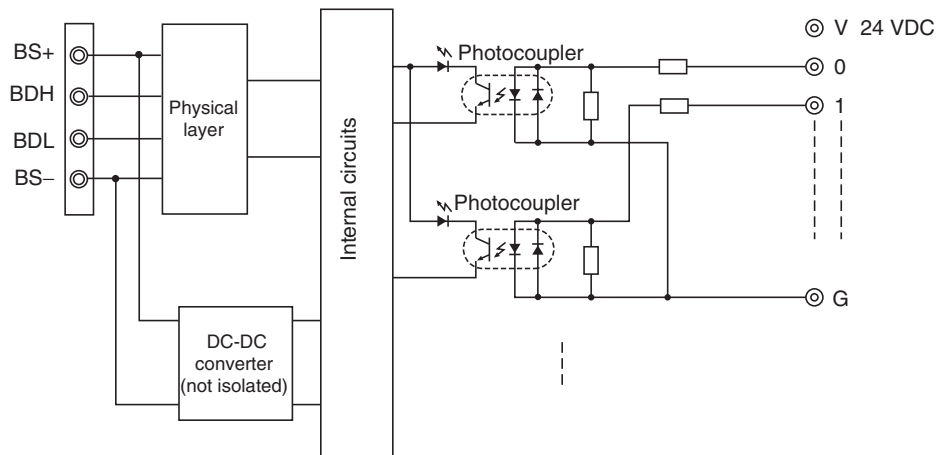 BS+
BDH
BDL
BS−
Physical
layer
DC-DC
converter
(not isolated)
Internal circuits
Photocoupler
Photocoupler
V 24 VDC
0
1
G